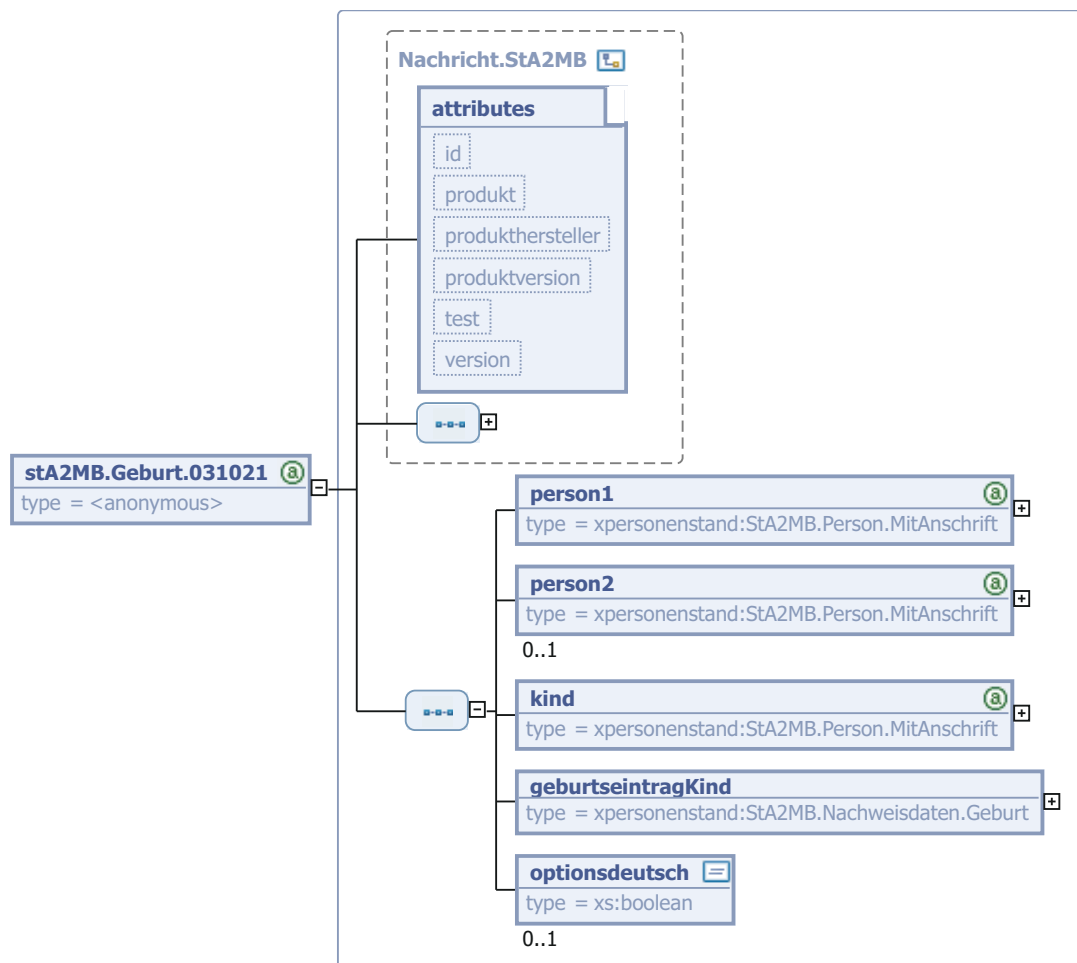 Nachricht.StA2MB
attributes
id
produkt
produkthersteller
produktversion
test
version
stA2MB.Geburt.031021
type = <anonymous>
person1
type = xpersonenstand:StA2MB.Person.MitAnschrift
person2
type = xpersonenstand:StA2MB.Person.MitAnschrift
0..1
kind
type = xpersonenstand:StA2MB.Person.MitAnschrift
geburtseintragKind
type = xpersonenstand:StA2MB.Nachweisdaten.Geburt
optionsdeutsch
type = xs:boolean
0..1